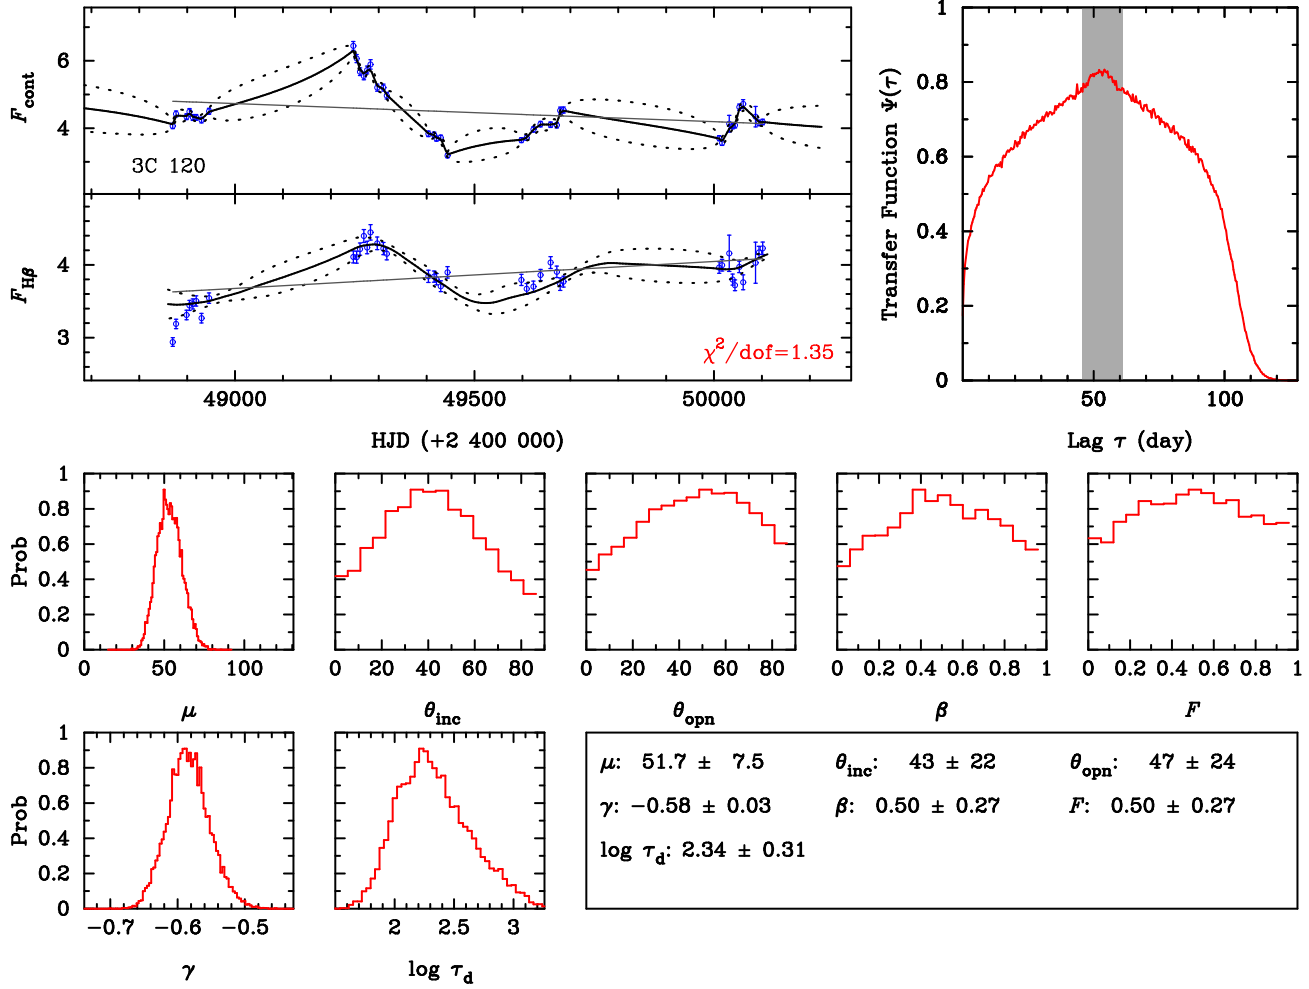 6
4
F_cont
3C 120
4
3
F_Hβ
χ²/dof=1.35
49000 49500 50000
HJD (+2 400 000)
1
0.8
0.6
0.4
0.2
0
Transfer Function Ψ(τ)
50 100
Lag τ (day)
1
0.8
0.6
0.4
0.2
0
Prob
0 50 100
μ
0 20 40 60 80
θ_inc
0 20 40 60 80
θ_opn
0 0.2 0.4 0.6 0.8 1
β
0 0.2 0.4 0.6 0.8 1
F
1
0.8
0.6
0.4
0.2
0
Prob
−0.7 −0.6 −0.5
γ
2 2.5 3
log τ_d
μ: 51.7 ± 7.5 θ_inc: 43 ± 22 θ_opn: 47 ± 24
γ: −0.58 ± 0.03 β: 0.50 ± 0.27 F: 0.50 ± 0.27
log τ_d: 2.34 ± 0.31